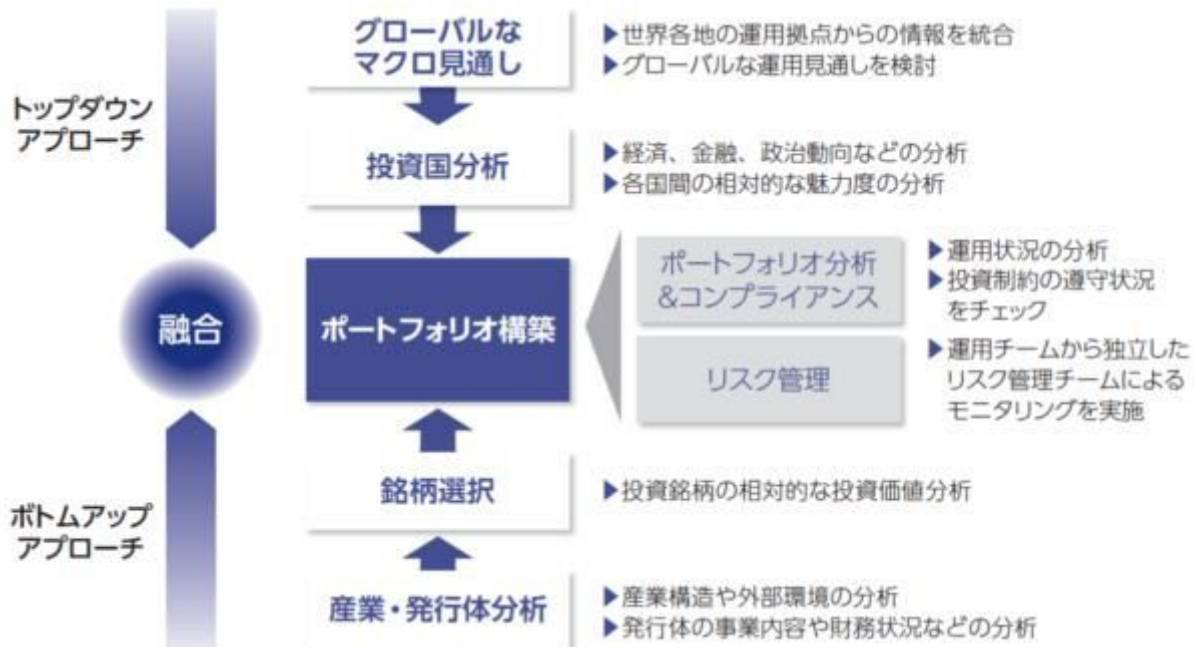 グローバルな
マクロ見通し
▶世界各地の運用拠点からの情報を統合
▶グローバルな運用見通しを検討
トップダウン
アプローチ
投資国分析
▶経済、金融、政治動向などの分析
▶各国間の相対的な魅力度の分析
融合
ポートフォリオ構築
ポートフォリオ分析
&コンプライアンス
▶運用状況の分析
▶投資制約の遵守状況
をチェック
リスク管理
▶運用チームから独立した
リスク管理チームによる
モニタリングを実施
銘柄選択
▶投資銘柄の相対的な投資価値分析
ボトムアップ
アプローチ
産業・発行体分析
▶産業構造や外部環境の分析
▶発行体の事業内容や財務状況などの分析